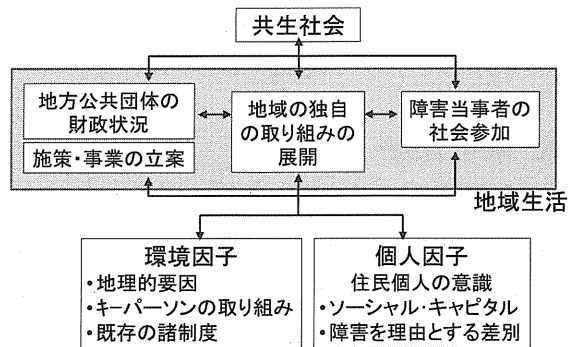 共生社会
地方公共団体の
財政状況
施策・事業の立案
地域の独自
の取り組みの
展開
障害当事者の
社会参加
地域生活
環境因子
・地理的要因
・キーパーソンの取り組み
・既存の諸制度
個人因子
住民個人の意識
・ソーシャル・キャピタル
・障害を理由とする差別